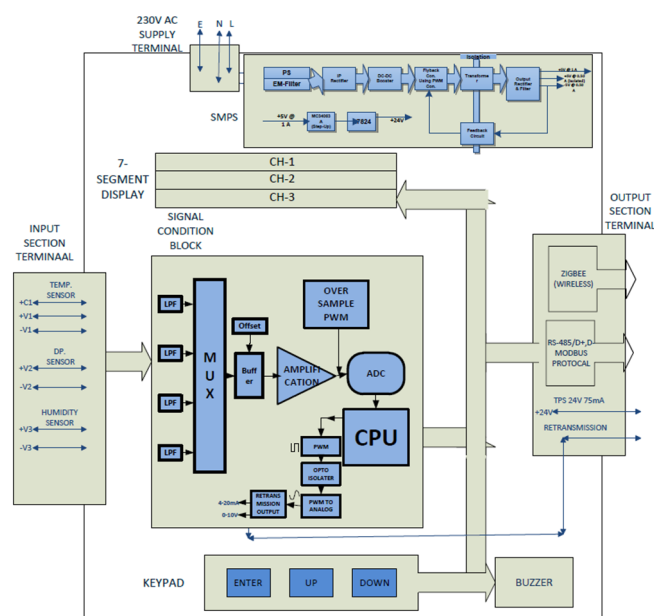 230V AC
SUPPLY
TERMINAL
E N L
SMPS
PS
EM-Filter
IP
Rectifier
DC-DC
Booster
Flyback
Con.
Using PWM
Con.
Isolation
Transforme
r
Output
Rectifier
& Filter
+5V @
1 A
(Step-Up)
7824
+24V
Feedback
Circuit
7-
SEGMENT
DISPLAY
CH-1
CH-2
CH-3
INPUT
SECTION
TERMINAAL
TEMP.
SENSOR
+C1
+V1
-V1
DP.
SENSOR
+V2
-V2
HUMIDITY
SENSOR
+V3
-V3
SIGNAL
CONDITION
BLOCK
LPF
LPF
LPF
LPF
M
U
X
Offset
Buff
er
AMPLIFI
CATION
OVER
SAMPLE
PWM
ADC
CPU
PWM
OPTO
ISOLATER
PWM TO
ANALOG
RETRANS
MISSION
OUTPUT
4-20mA
0-10V
OUTPUT
SECTION
TERMINAL
ZIGBEE
(WIRELESS)
RS-485/D+,D
MODBUS
PROTOCAL
TPS 24V 75mA
+24V
RETRANSMISSION
KEYPAD
ENTER
UP
DOWN
BUZZER